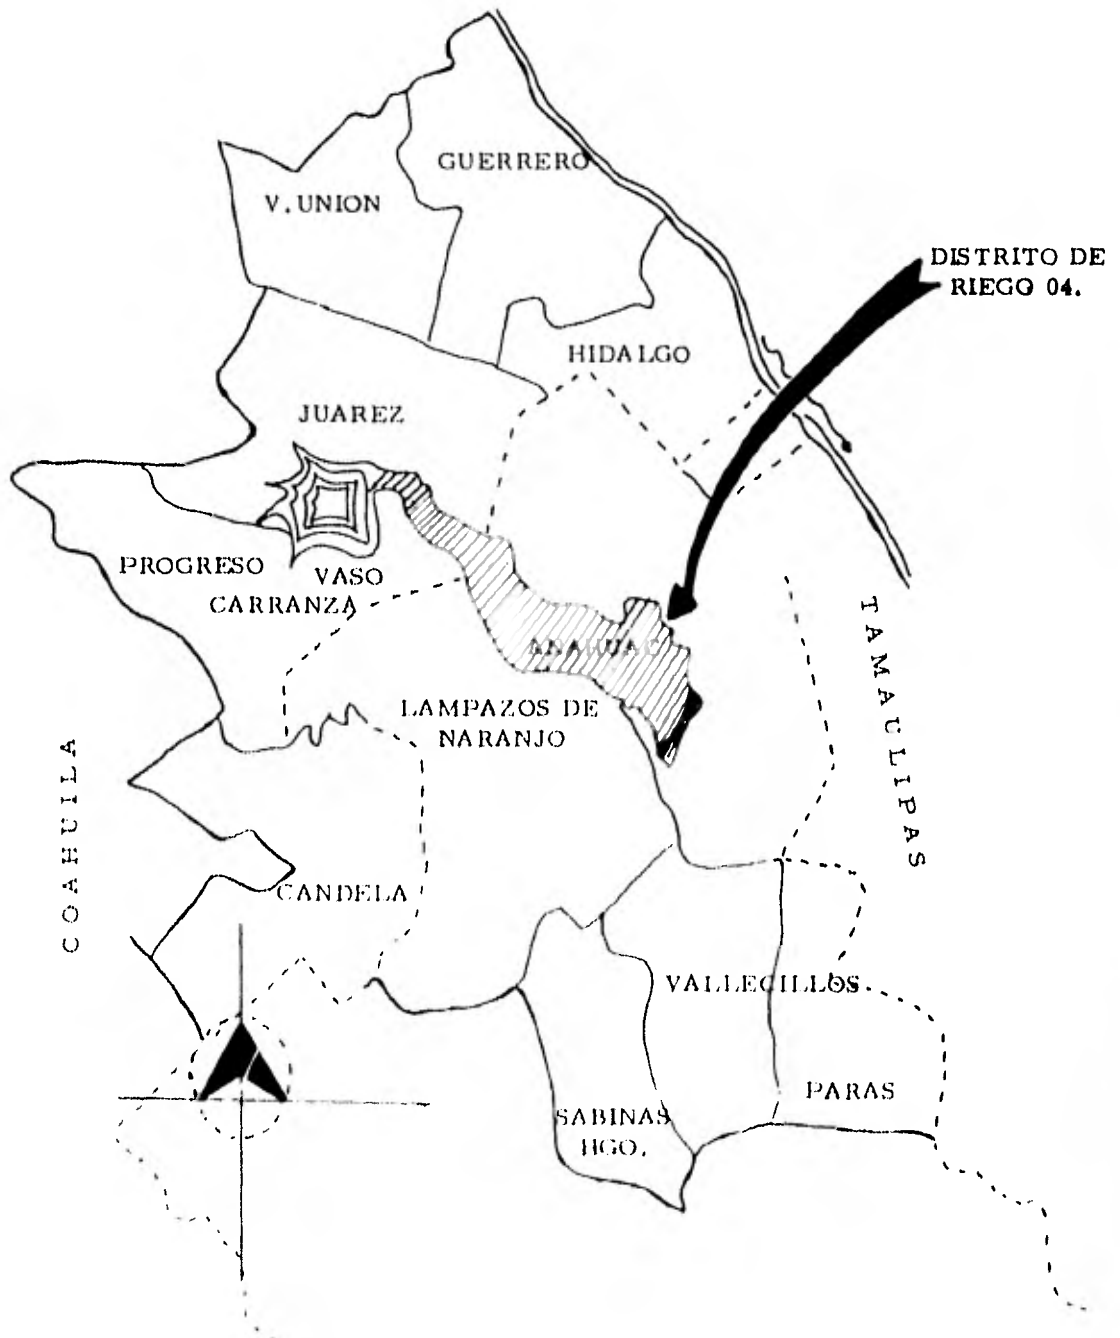 GUERRERO
V. UNION
DISTRITO DE
RIEGO 04.
HIDALGO
JUAREZ
PROGRESO
VASO
CARRANZA
ANAHUAC
TAMAULIPAS
LAMPAZOS DE
NARANJO
COAHUILA
CANDELA
VALLECILLOS
PARAS
SABINAS
HGO.